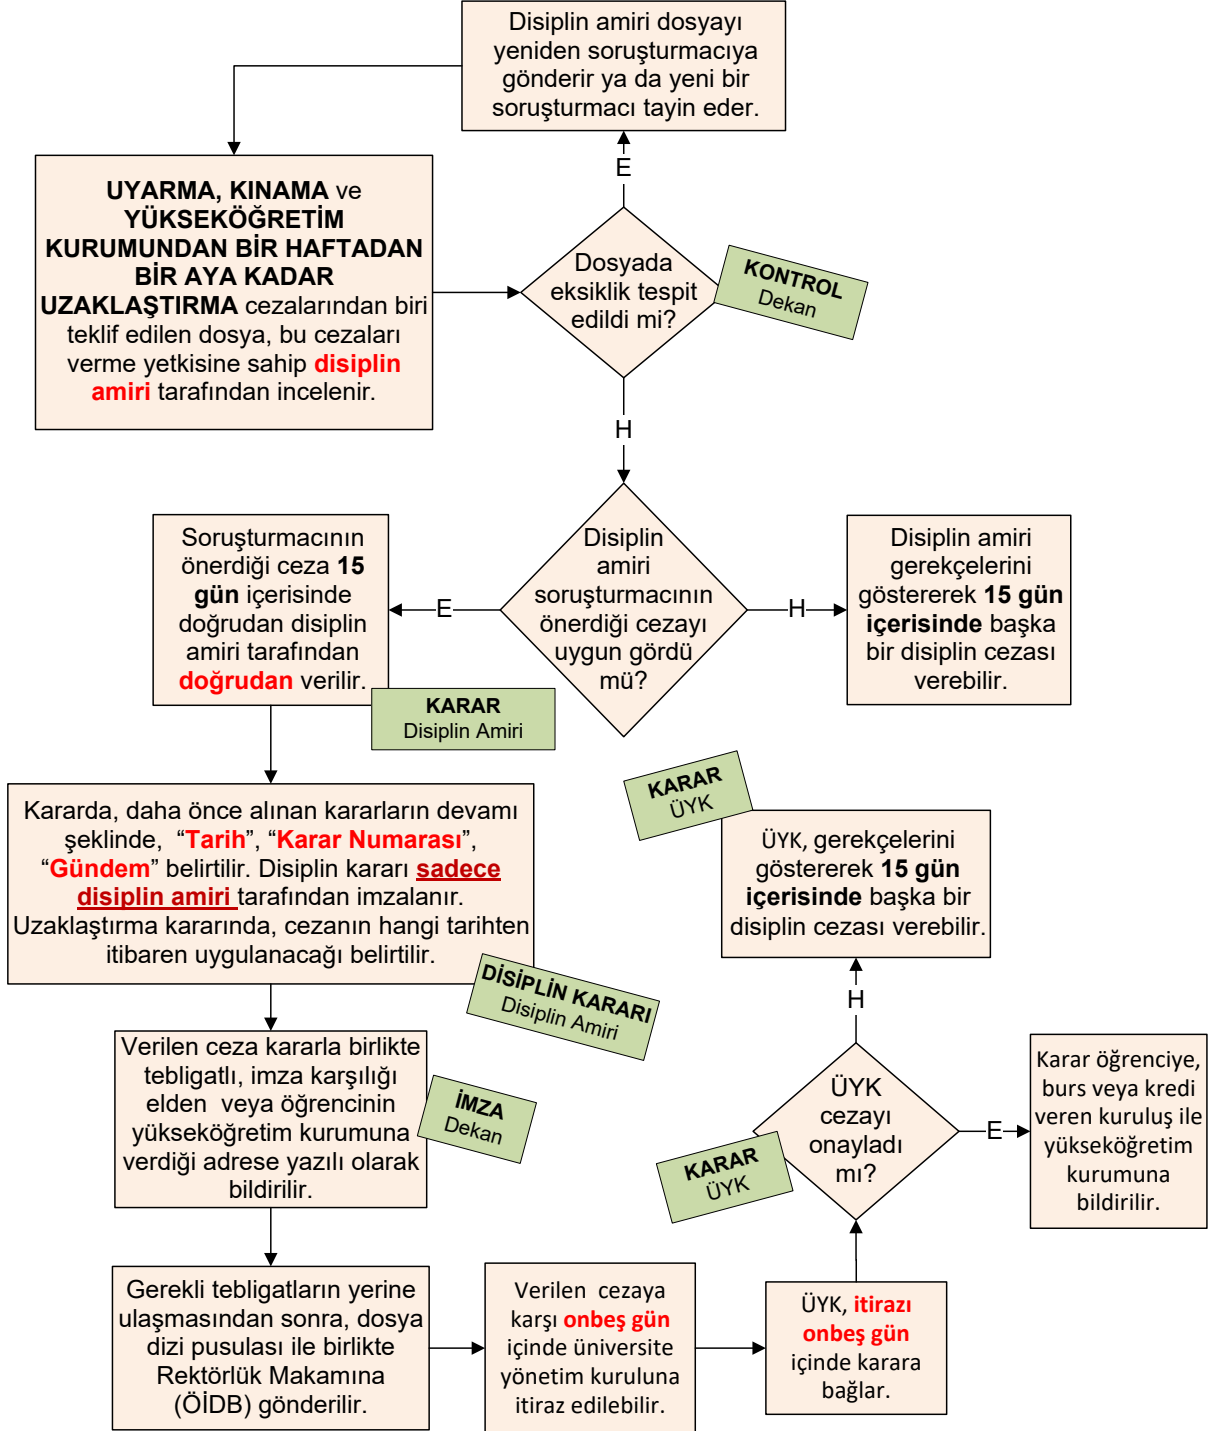 Disiplin amiri dosyayı
yeniden soruşturmacıya
gönderir ya da yeni bir
soruşturmacı tayin eder.
E
UYARMA, KINAMA ve
YÜKSEKÖĞRETİM
KURUMUNDAN BİR HAFTADAN
BİR AYA KADAR
UZAKLAŞTIRMA cezalarından biri
teklif edilen dosya, bu cezaları
verme yetkisine sahip disiplin
amiri tarafından incelenir.
Dosyada
eksiklik tespit
edildi mi?
KONTROL
Dekan
H
Disiplin
amiri
soruşturmacının
önerdiği cezayı
uygun gördü
mü?
E
Soruşturmacının
önerdiği ceza 15
gün içerisinde
doğrudan disiplin
amiri tarafından
doğrudan verilir.
KARAR
Disiplin Amiri
H
Disiplin amiri
gerekçelerini
göstererek 15 gün
içerisinde başka
bir disiplin cezası
verebilir.
Kararda, daha önce alınan kararların devamı
şeklinde, “Tarih”, “Karar Numarası”,
“Gündem” belirtilir. Disiplin kararı sadece
disiplin amiri tarafından imzalanır.
Uzaklaştırma kararında, cezanın hangi tarihten
itibaren uygulanacağı belirtilir.
DİSİPLİN KARARI
Disiplin Amiri
Verilen ceza kararla birlikte
tebligatlı, imza karşılığı
elden veya öğrencinin
yükseköğretim kurumuna
verdiği adrese yazılı olarak
bildirilir.
İMZA
Dekan
Gerekli tebligatların yerine
ulaşmasından sonra, dosya
dizi pusulası ile birlikte
Rektörlük Makamına
(ÖİDB) gönderilir.
Verilen cezaya
karşı onbeş gün
içinde üniversite
yönetim kuruluna
itiraz edilebilir.
ÜYK, itirazı
onbeş gün
içinde karara
bağlar.
ÜYK
cezayı
onayladı
mı?
KARAR
ÜYK
E
Karar öğrenciye,
burs veya kredi
veren kuruluş ile
yükseköğretim
kurumuna
bildirilir.
H
ÜYK, gerekçelerini
göstererek 15 gün
içerisinde başka bir
disiplin cezası verebilir.
KARAR
ÜYK